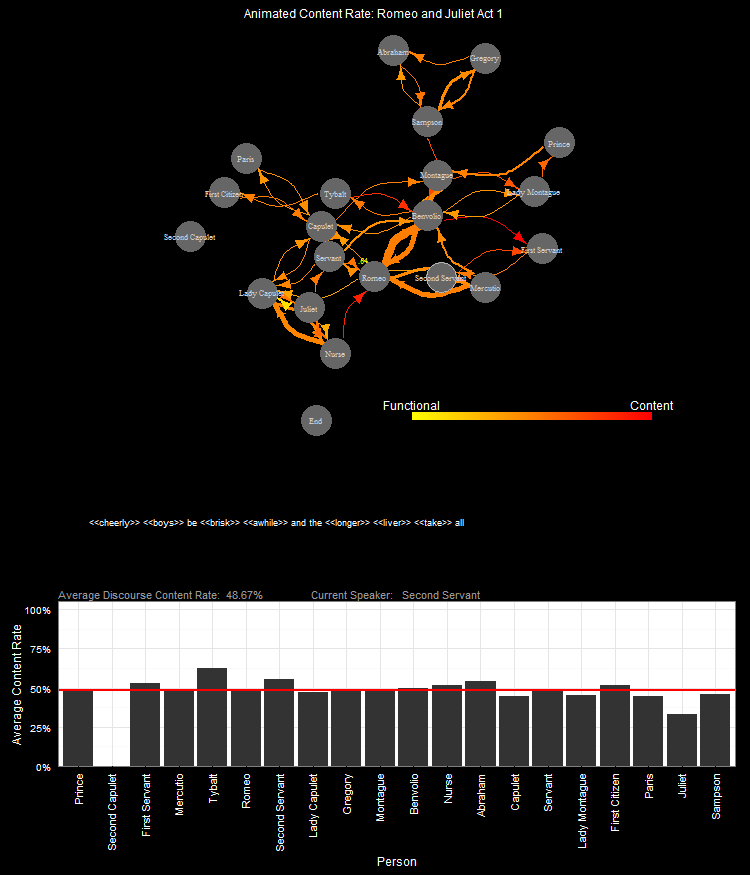 Animated Content Rate: Romeo and Juliet Act 1
Abraham
Gregory
Sampson
Prince
Paris
Montague
First Citizen
Tybalt
Lady Montague
Benvolio
Capulet
Second Capulet
First Servant
Servant
.64
Romeo
Second Servant
Mercutio
Lady Capulet
Juliet
Nurse
Functional Content
End
<<cheerly>> <<boys>> be <<brisk>> <<awhile>> and the <<longer>> <<liver>> <<take>> all
Average Discourse Content Rate: 48.67% Current Speaker: Second Servant
100%
75%
50%
25%
0%
Average Content Rate
Prince
Second Capulet
First Servant
Mercutio
Tybalt
Romeo
Second Servant
Lady Capulet
Gregory
Montague
Benvolio
Nurse
Abraham
Capulet
Servant
Lady Montague
First Citizen
Paris
Juliet
Sampson
Person